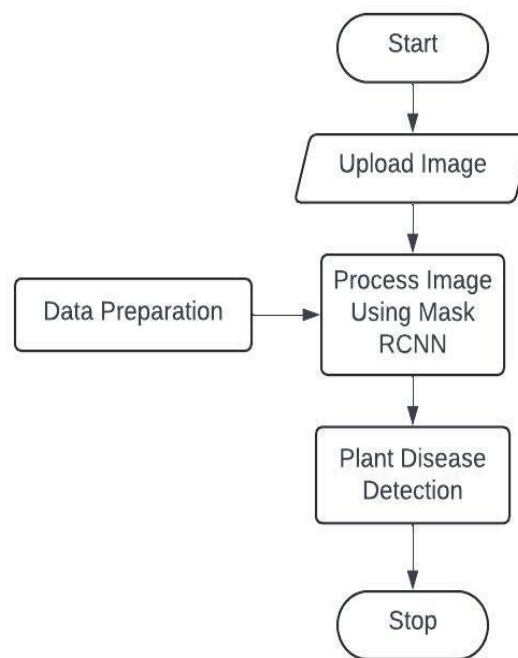 Start
Upload Image
Data Preparation
Process Image
Using Mask
RCNN
Plant Disease
Detection
Stop